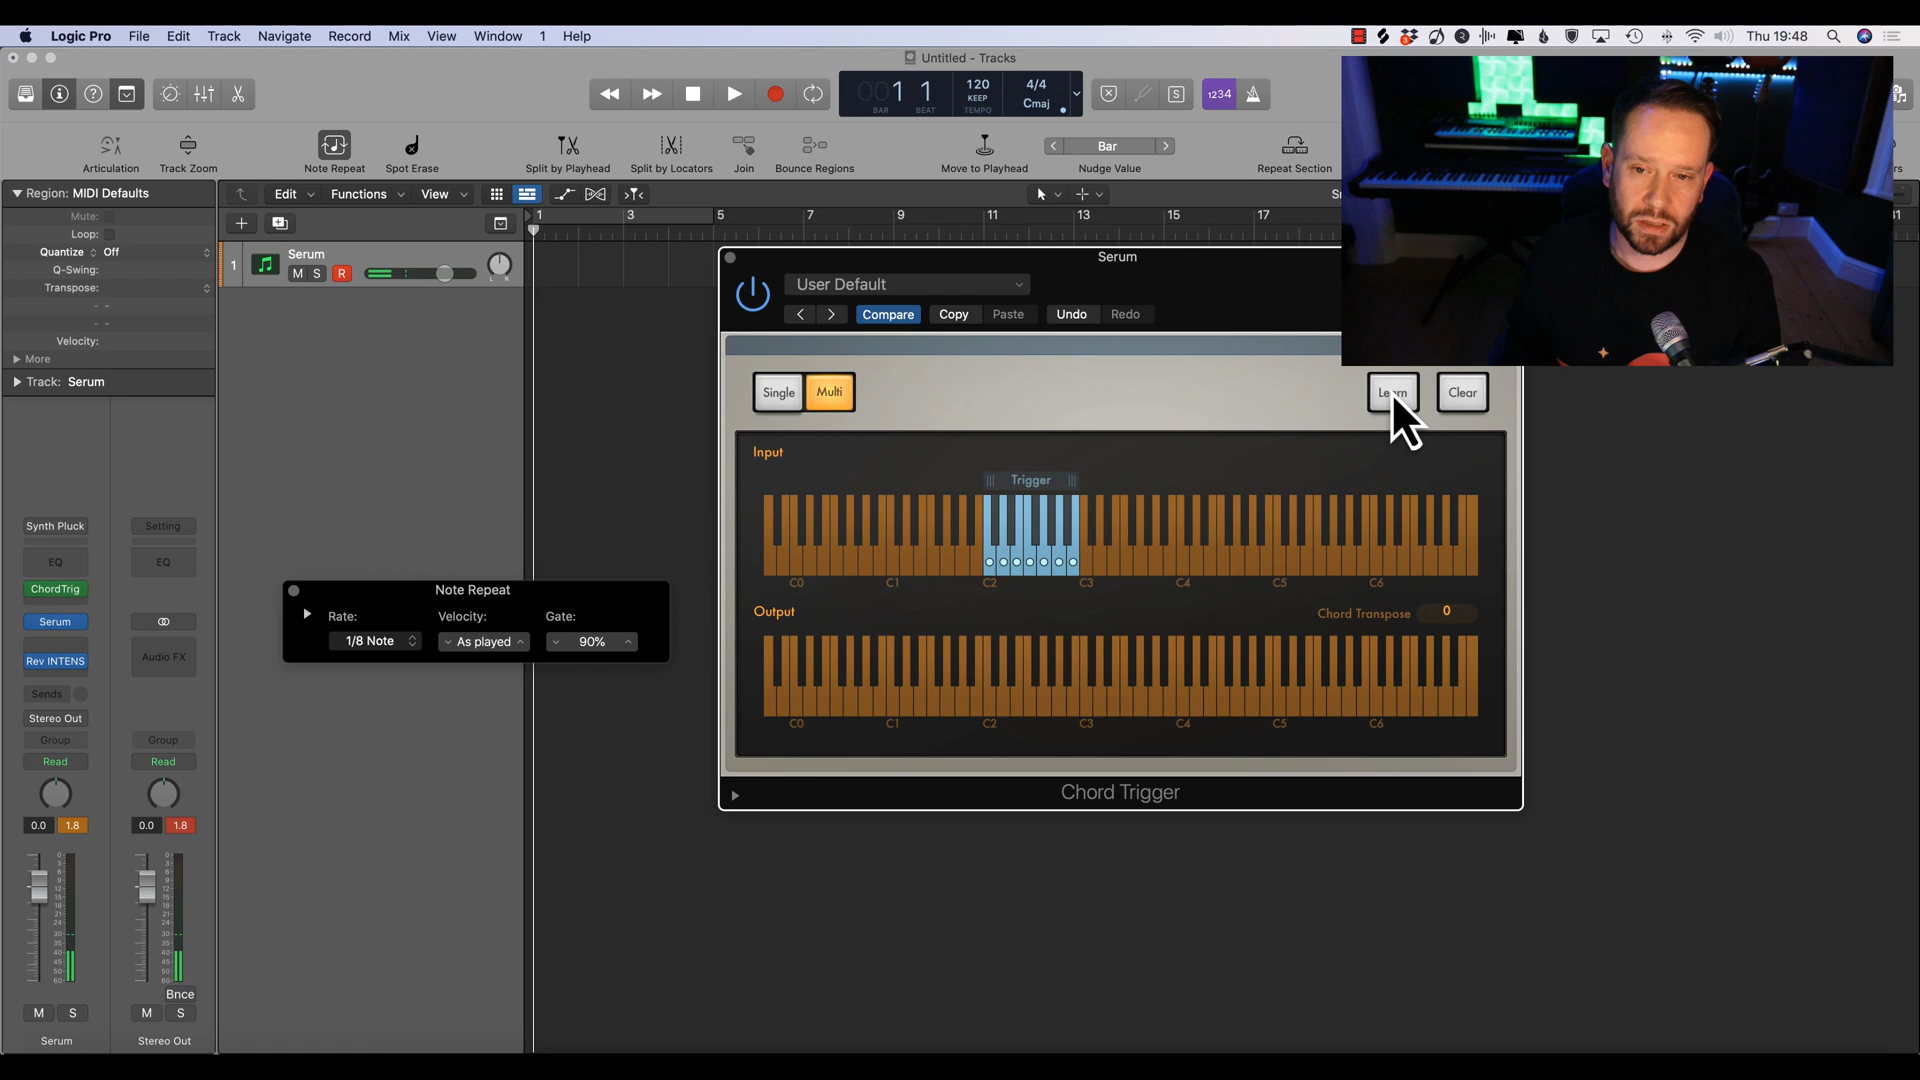 Logic Pro File Edit Track Navigate Record Mix View Window 1 Help
3
R
Thu 19:48
Untitled - Tracks
001 1
BAR BEAT
120
KEEP
TEMPO
4/4
Cmaj
S
1234
Articulation
Track Zoom
Note Repeat
Spot Erase
Split by Playhead
Split by Locators
Join
Bounce Regions
Move to Playhead
Bar
Nudge Value
Repeat Section
Region: MIDI Defaults
Mute:
Loop:
Quantize Off
Q-Swing:
Transpose:
Velocity:
More
Track: Serum
Edit Functions View
1 3 5 7 9 11 13 15 17
1
Serum
M S R
L R
Serum
User Default
Compare Copy Paste Undo Redo
Single Multi Learn Clear
Input
Trigger
C0 C1 C2 C3 C4 C5 C6
Output
Chord Transpose 0
C0 C1 C2 C3 C4 C5 C6
Chord Trigger
Note Repeat
Rate: Velocity: Gate:
1/8 Note As played 90%
Synth Pluck Setting
EQ EQ
ChordTrig
Serum
Rev INTENS Audio FX
Sends
Stereo Out
Group Group
Read Read
0.0 1.8 0.0 1.8
Bnce
M S M S
Serum Stereo Out